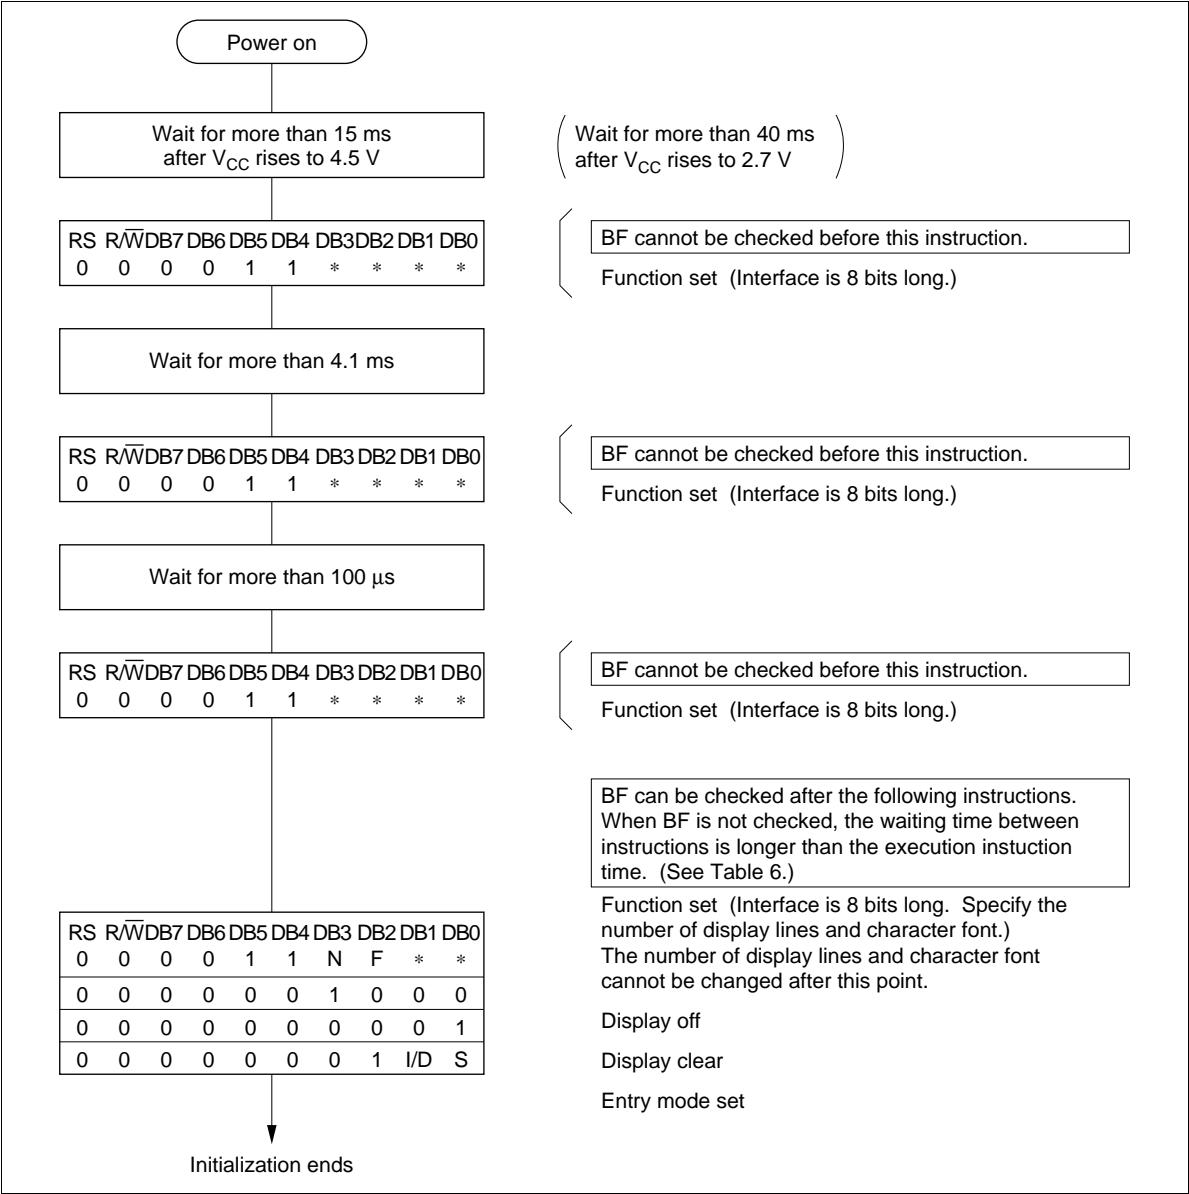 Power on
Wait for more than 15 ms
after VCC rises to 4.5 V
Wait for more than 40 ms
after VCC rises to 2.7 V
RS R/W̅ DB7 DB6 DB5 DB4 DB3 DB2 DB1 DB0
0 0 0 0 1 1 * * * *
BF cannot be checked before this instruction.
Function set (Interface is 8 bits long.)
Wait for more than 4.1 ms
RS R/W̅ DB7 DB6 DB5 DB4 DB3 DB2 DB1 DB0
0 0 0 0 1 1 * * * *
BF cannot be checked before this instruction.
Function set (Interface is 8 bits long.)
Wait for more than 100 μs
RS R/W̅ DB7 DB6 DB5 DB4 DB3 DB2 DB1 DB0
0 0 0 0 1 1 * * * *
BF cannot be checked before this instruction.
Function set (Interface is 8 bits long.)
BF can be checked after the following instructions.
When BF is not checked, the waiting time between
instructions is longer than the execution instuction
time. (See Table 6.)
RS R/W̅ DB7 DB6 DB5 DB4 DB3 DB2 DB1 DB0
0 0 0 0 1 1 N F * *
0 0 0 0 0 0 1 0 0 0
0 0 0 0 0 0 0 0 0 1
0 0 0 0 0 0 0 1 I/D S
Function set (Interface is 8 bits long. Specify the
number of display lines and character font.)
The number of display lines and character font
cannot be changed after this point.
Display off
Display clear
Entry mode set
Initialization ends